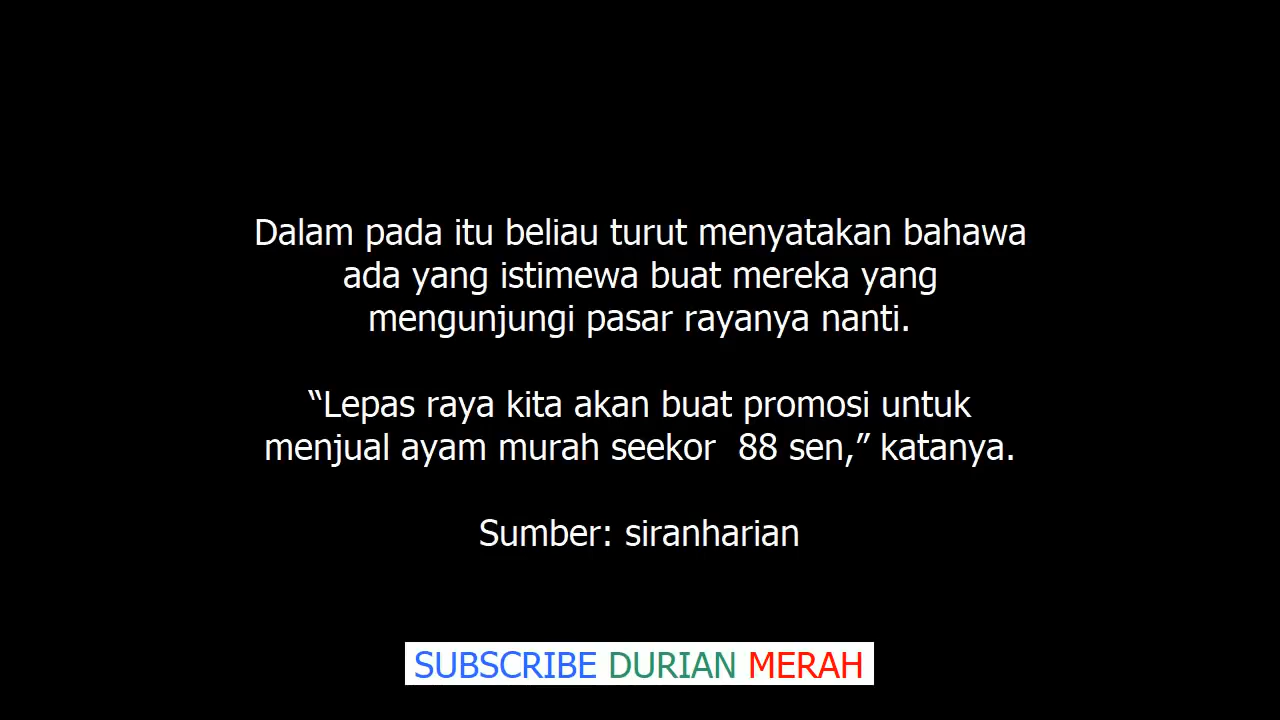 Dalam pada itu beliau turut menyatakan bahawa
ada yang istimewa buat mereka yang
mengunjungi pasar rayanya nanti.
“Lepas raya kita akan buat promosi untuk
menjual ayam murah seekor  88 sen,” katanya.
Sumber: siranharian
SUBSCRIBE DURIAN MERAH